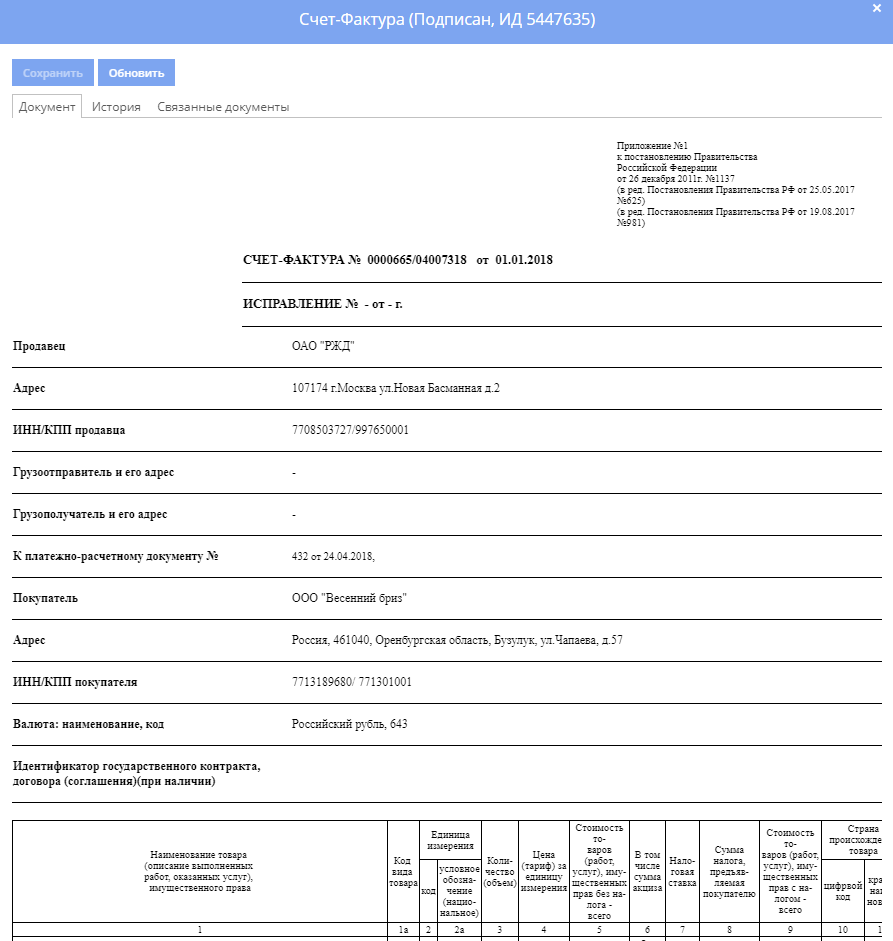 Счет-Фактура (Подписан, ИД 5447635)
Сохранить Обновить
Документ История Связанные документы
Приложение №1
к постановлению Правительства
Российской Федерации
от 26 декабря 2011г. №1137
(в ред. Постановления Правительства РФ от 25.05.2017
№625)
(в ред. Постановления Правительства РФ от 19.08.2017
№981)
СЧЕТ-ФАКТУРА № 0000665/04007318 от 01.01.2018
ИСПРАВЛЕНИЕ № - от - г.
Продавец ОАО "РЖД"
Адрес 107174 г.Москва ул.Новая Басманная д.2
ИНН/КПП продавца 7708503727/997650001
Грузоотправитель и его адрес -
Грузополучатель и его адрес -
К платежно-расчетному документу № 432 от 24.04.2018,
Покупатель ООО "Весенний бриз"
Адрес Россия, 461040, Оренбургская область, Бузулук, ул.Чапаева, д.57
ИНН/КПП покупателя 7713189680/ 771301001
Валюта: наименование, код Российский рубль, 643
Идентификатор государственного контракта,
договора (соглашения)(при наличии)
Наименование товара
(описание выполненных
работ, оказанных услуг),
имущественного права
Код
вида
товара
Единица
измерения
код
условное
обозна-
чение
(нацио-
нальное)
Коли-
чество
(объем)
Цена
(тариф) за
единицу
измерения
Стоимость
то-
варов
(работ,
услуг), иму-
щественных
прав без на-
лога -
всего
В том
числе
сумма
акциза
Нало-
говая
ставка
Сумма
налога,
предъяв-
ляемая
покупателю
Стоимость
то-
варов (работ,
услуг), иму-
щественных
прав с на-
логом -
всего
Страна
происхожде
товара
цифрвой
код
кра
наи
нов
1 1а 2 2а 3 4 5 6 7 8 9 10 1